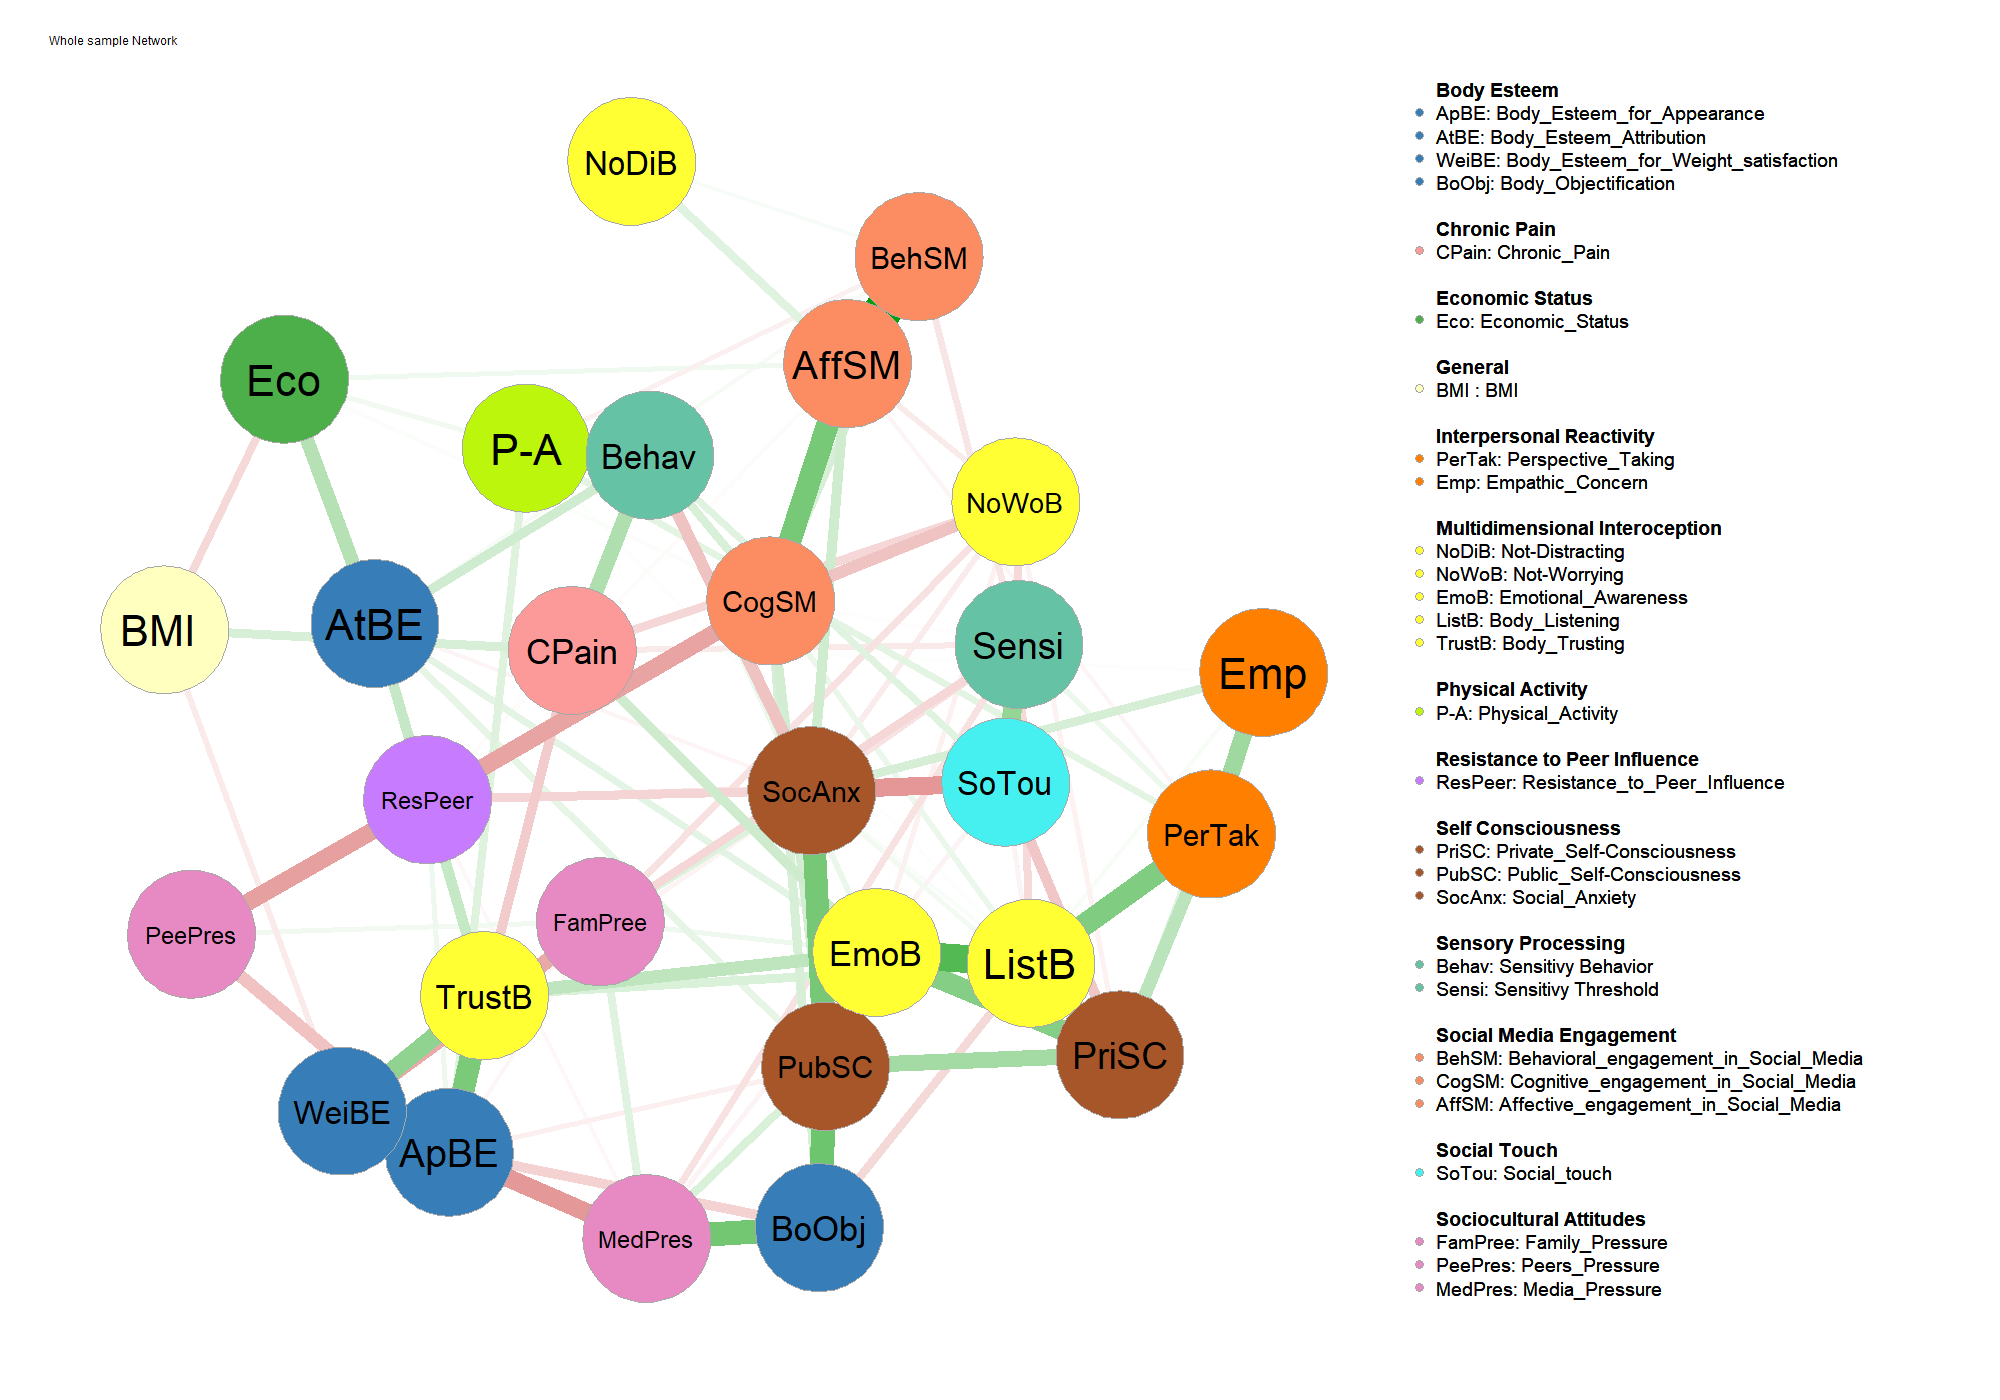 Whole sample Network
NoDiB
BehSM
AffSM
Eco
P-A
Behav
NoWoB
CogSM
BMI
AtBE
CPain
Sensi
Emp
ResPeer
SocAnx
SoTou
PerTak
PeePres
FamPree
TrustB
EmoB
ListB
PubSC
PriSC
WeiBE
ApBE
MedPres
BoObj
Body Esteem
ApBE: Body_Esteem_for_Appearance
AtBE: Body_Esteem_Attribution
WeiBE: Body_Esteem_for_Weight_satisfaction
BoObj: Body_Objectification
Chronic Pain
CPain: Chronic_Pain
Economic Status
Eco: Economic_Status
General
BMI : BMI
Interpersonal Reactivity
PerTak: Perspective_Taking
Emp: Empathic_Concern
Multidimensional Interoception
NoDiB: Not-Distracting
NoWoB: Not-Worrying
EmoB: Emotional_Awareness
ListB: Body_Listening
TrustB: Body_Trusting
Physical Activity
P-A: Physical_Activity
Resistance to Peer Influence
ResPeer: Resistance_to_Peer_Influence
Self Consciousness
PriSC: Private_Self-Consciousness
PubSC: Public_Self-Consciousness
SocAnx: Social_Anxiety
Sensory Processing
Behav: Sensitivy Behavior
Sensi: Sensitivy Threshold
Social Media Engagement
BehSM: Behavioral_engagement_in_Social_Media
CogSM: Cognitive_engagement_in_Social_Media
AffSM: Affective_engagement_in_Social_Media
Social Touch
SoTou: Social_touch
Sociocultural Attitudes
FamPree: Family_Pressure
PeePres: Peers_Pressure
MedPres: Media_Pressure